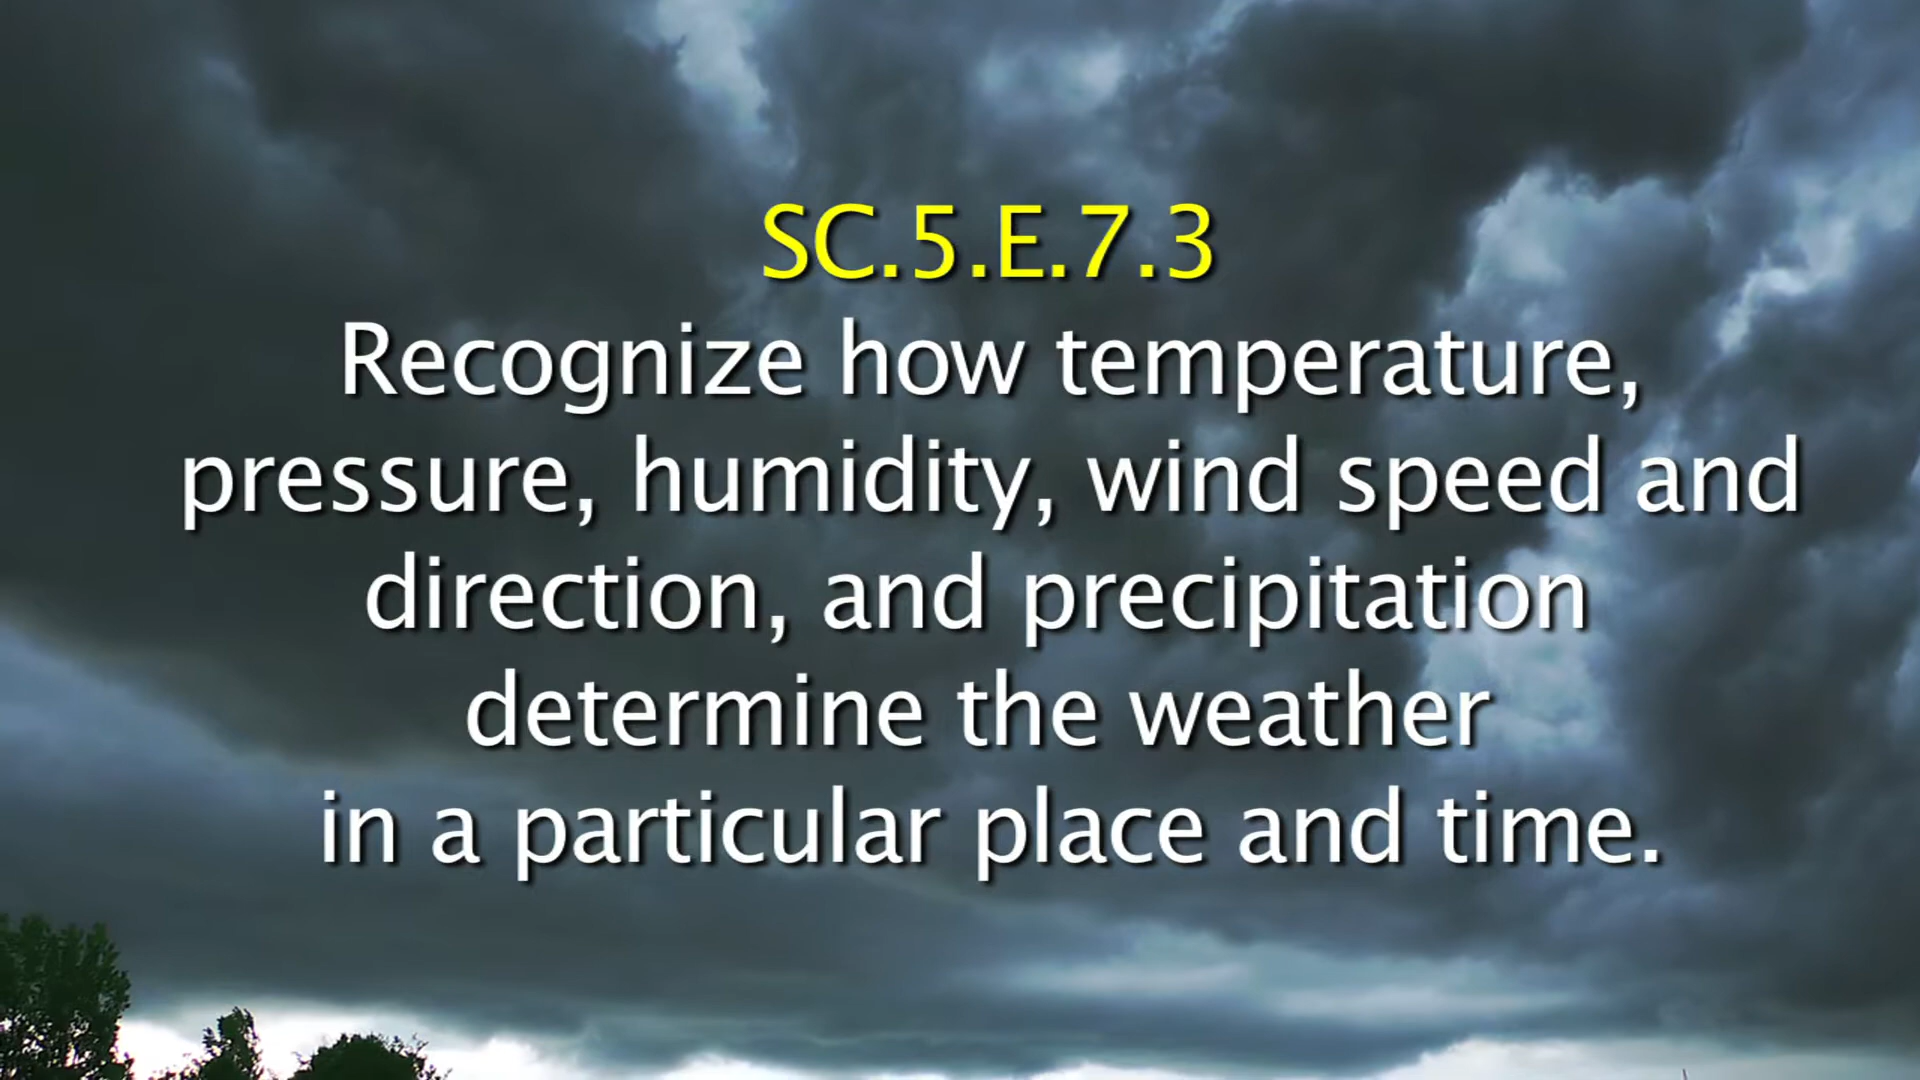 SC.5.E.7.3
Recognize how temperature,
pressure, humidity, wind speed and
direction, and precipitation
determine the weather
in a particular place and time.